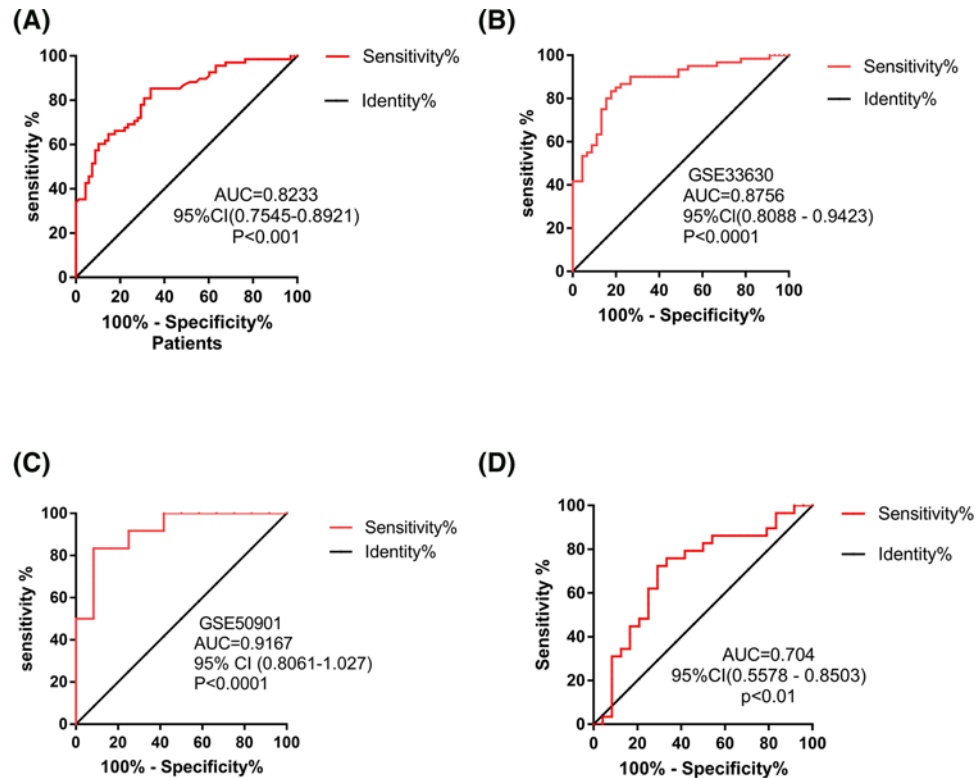 (A)
100
80
60
40
20
0
sensitivity %
0 20 40 60 80 100
100% - Specificity%
Patients
Sensitivity%
Identity%
AUC=0.8233
95%CI(0.7545-0.8921)
P<0.001
(B)
100
80
60
40
20
0
sensitivity %
0 20 40 60 80 100
100% - Specificity%
Sensitivity%
Identity%
GSE33630
AUC=0.8756
95%CI(0.8088 - 0.9423)
P<0.0001
(C)
100
80
60
40
20
0
sensitivity %
0 20 40 60 80 100
100% - Specificity%
Sensitivity%
Identity%
GSE50901
AUC=0.9167
95% CI (0.8061-1.027)
P<0.0001
(D)
100
80
60
40
20
0
Sensitivity %
0 20 40 60 80 100
100% - Specificity%
Sensitivity%
Identity%
AUC=0.704
95%CI(0.5578 - 0.8503)
p<0.01